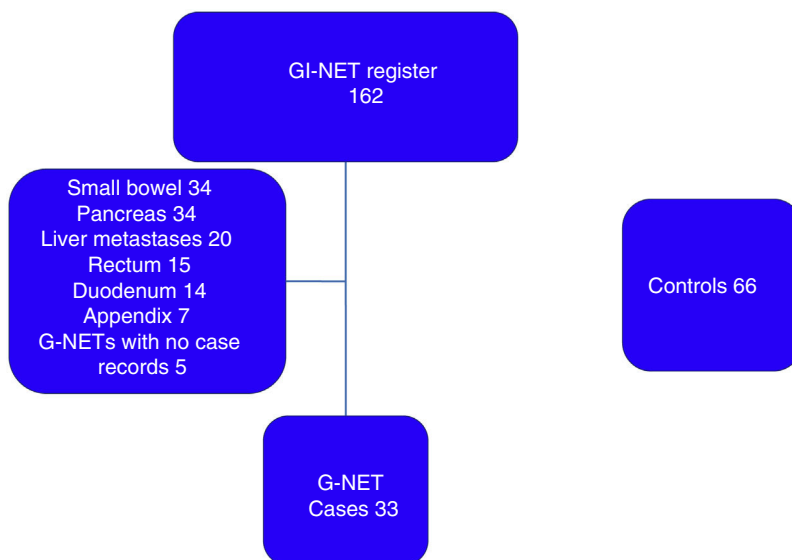 GI-NET register
162
Small bowel 34
Pancreas 34
Liver metastases 20
Rectum 15
Duodenum 14
Appendix 7
G-NETs with no case
records 5
Controls 66
G-NET
Cases 33